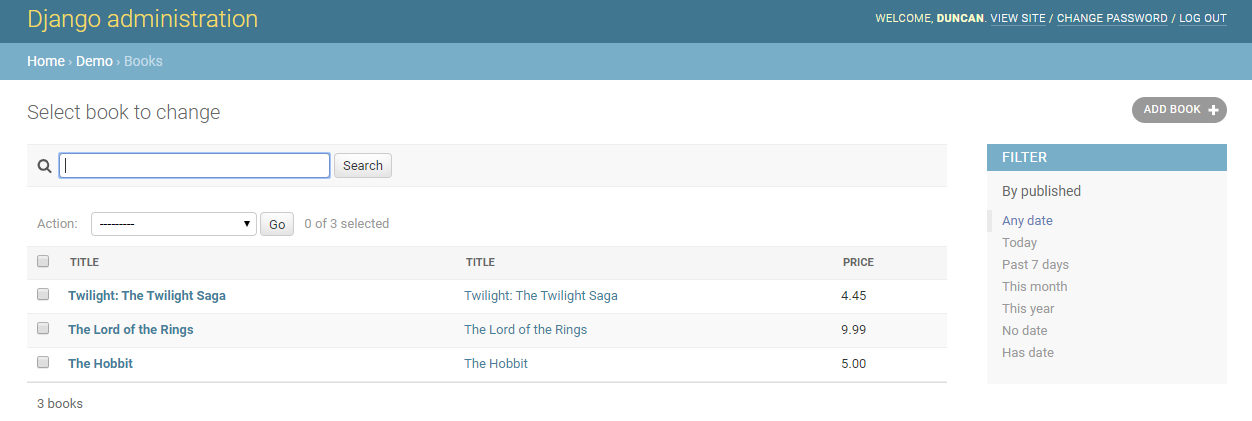 Django administration
WELCOME, DUNCAN. VIEW SITE / CHANGE PASSWORD / LOG OUT
Home › Demo › Books
Select book to change
ADD BOOK +
Search
FILTER
By published
Any date
Today
Past 7 days
This month
This year
No date
Has date
Action: --------- Go 0 of 3 selected
TITLE TITLE PRICE
Twilight: The Twilight Saga Twilight: The Twilight Saga 4.45
The Lord of the Rings The Lord of the Rings 9.99
The Hobbit The Hobbit 5.00
3 books